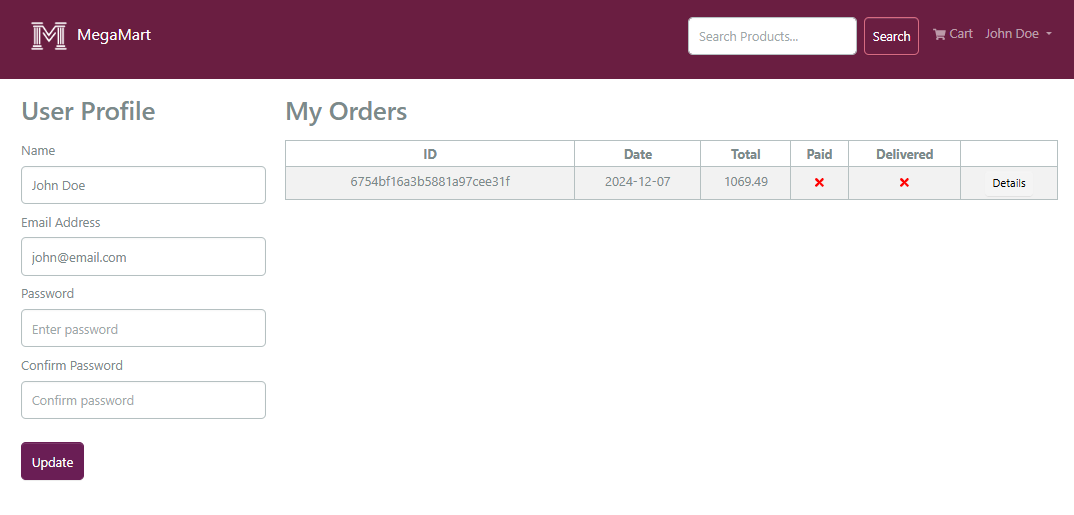 M MegaMart
Search Products...
Search
Cart
John Doe
User Profile
Name
John Doe
Email Address
john@email.com
Password
Enter password
Confirm Password
Confirm password
Update
My Orders
ID Date Total Paid Delivered
6754bf16a3b5881a97cee31f 2024-12-07 1069.49 Details